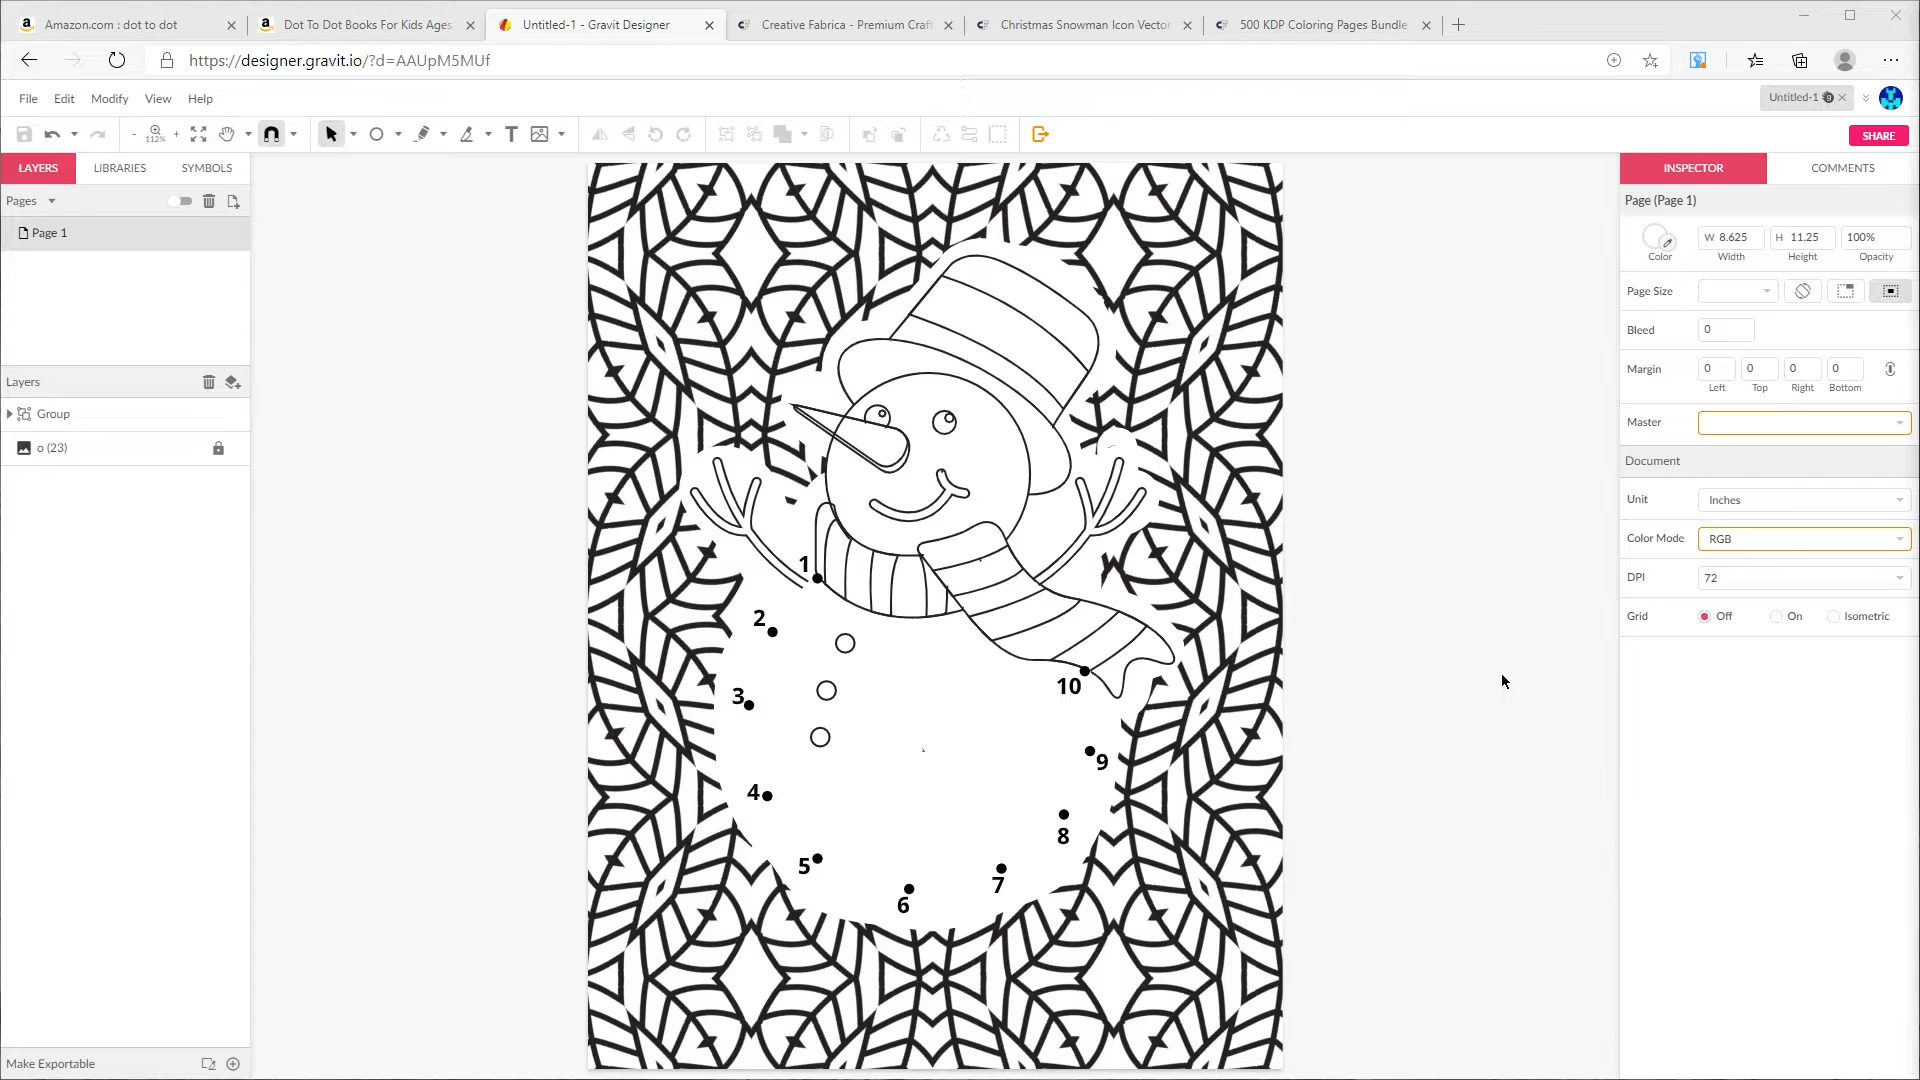 Amazon.com : dot to dot
Dot To Dot Books For Kids Ages
Untitled-1 - Gravit Designer
Creative Fabrica - Premium Craft
Christmas Snowman Icon Vector
500 KDP Coloring Pages Bundle
https://designer.gravit.io/?d=AAUpM5MUf
File Edit Modify View Help
Untitled-1
112%
SHARE
LAYERS LIBRARIES SYMBOLS
INSPECTOR COMMENTS
Pages
Page (Page 1)
Page 1
W 8.625 H 11.25 100%
Color Width Height Opacity
Page Size
Bleed 0
Margin 0 0 0 0
Left Top Right Bottom
Layers
Group
Master
o (23)
Document
Unit Inches
Color Mode RGB
DPI 72
Grid Off On Isometric
1
2
3
4
5
6
7
8
9
10
Make Exportable